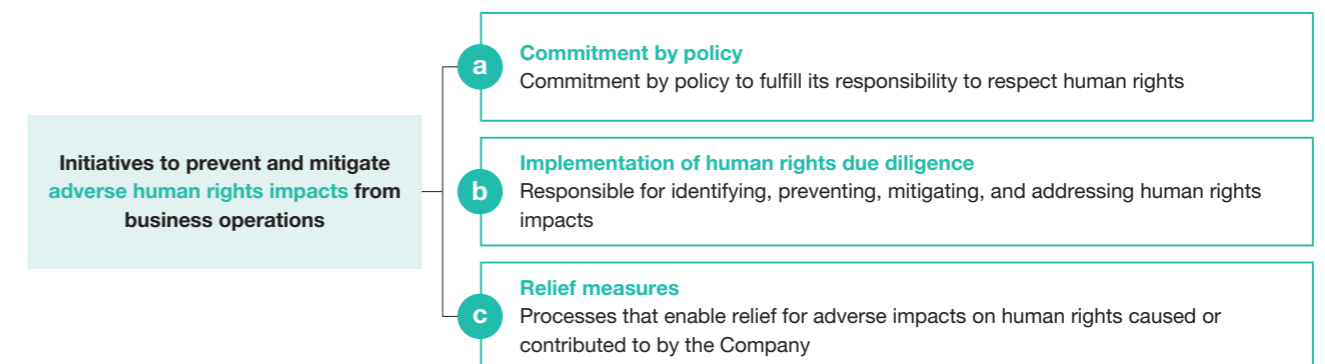 Initiatives to prevent and mitigate
adverse human rights impacts from
business operations
a
Commitment by policy
Commitment by policy to fulfill its responsibility to respect human rights
b
Implementation of human rights due diligence
Responsible for identifying, preventing, mitigating, and addressing human rights
impacts
c
Relief measures
Processes that enable relief for adverse impacts on human rights caused or
contributed to by the Company